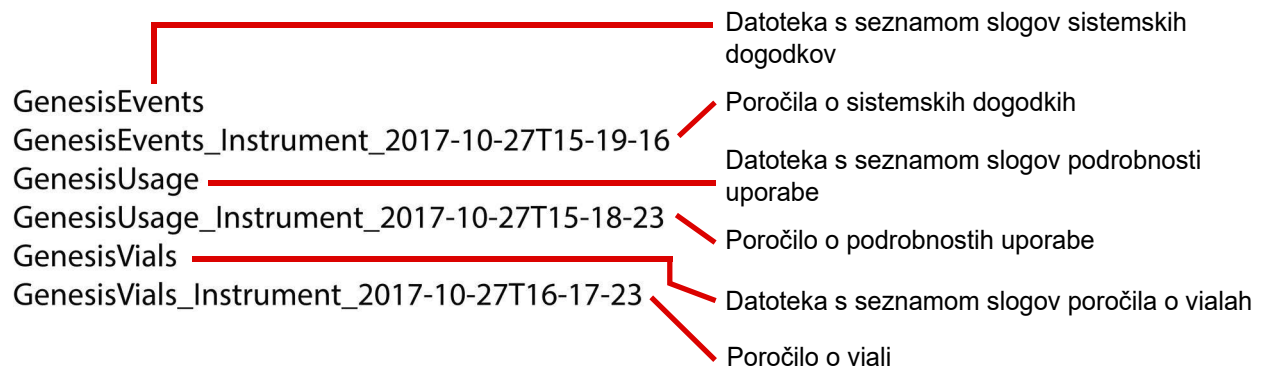 Datoteka s seznamom slogov sistemskih
dogodkov
GenesisEvents
Poročila o sistemskih dogodkih
GenesisEvents_Instrument_2017-10-27T15-19-16
Datoteka s seznamom slogov podrobnosti
uporabe
GenesisUsage
GenesisUsage_Instrument_2017-10-27T15-18-23
Poročilo o podrobnostih uporabe
GenesisVials
GenesisVials_Instrument_2017-10-27T16-17-23
Datoteka s seznamom slogov poročila o vialah
Poročilo o viali